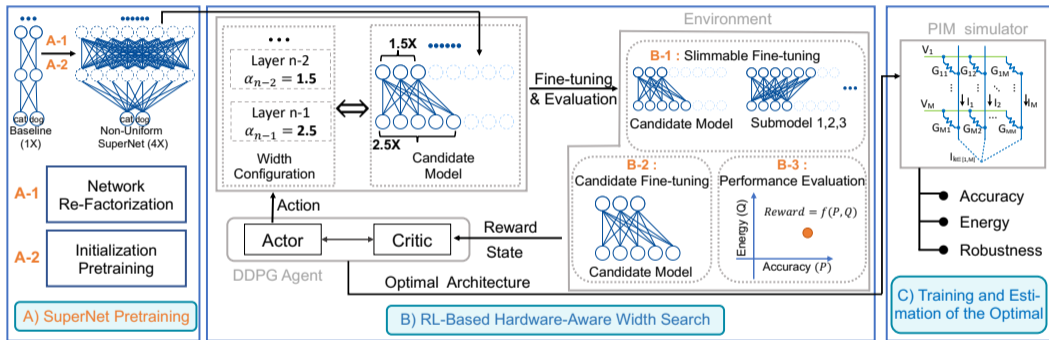 A-1
A-2
cat dog
Baseline
(1X)
cat dog
Non-Uniform
SuperNet (4X)
A-1
Network
Re-Factorization
A-2
Initialization
Pretraining
A) SuperNet Pretraining
Layer n-2
α_{n−2} = 1.5
Layer n-1
α_{n−1} = 2.5
Width
Configuration
1.5X
2.5X
Candidate
Model
Action
Actor
Critic
DDPG Agent
Fine-tuning
& Evaluation
Reward
State
Optimal Architecture
Environment
B-1 : Slimmable Fine-tuning
Candidate Model
Submodel 1,2,3
B-2 :
Candidate Fine-tuning
Candidate Model
B-3 :
Performance Evaluation
Energy (Q)
Reward = f(P,Q)
Accuracy (P)
B) RL-Based Hardware-Aware Width Search
PIM simulator
V1
G11 G12 G1M
VM I1 I2 ... IM
GM1 GM2 GMM
Accuracy
Energy
Robustness
C) Training and Esti-
mation of the Optimal